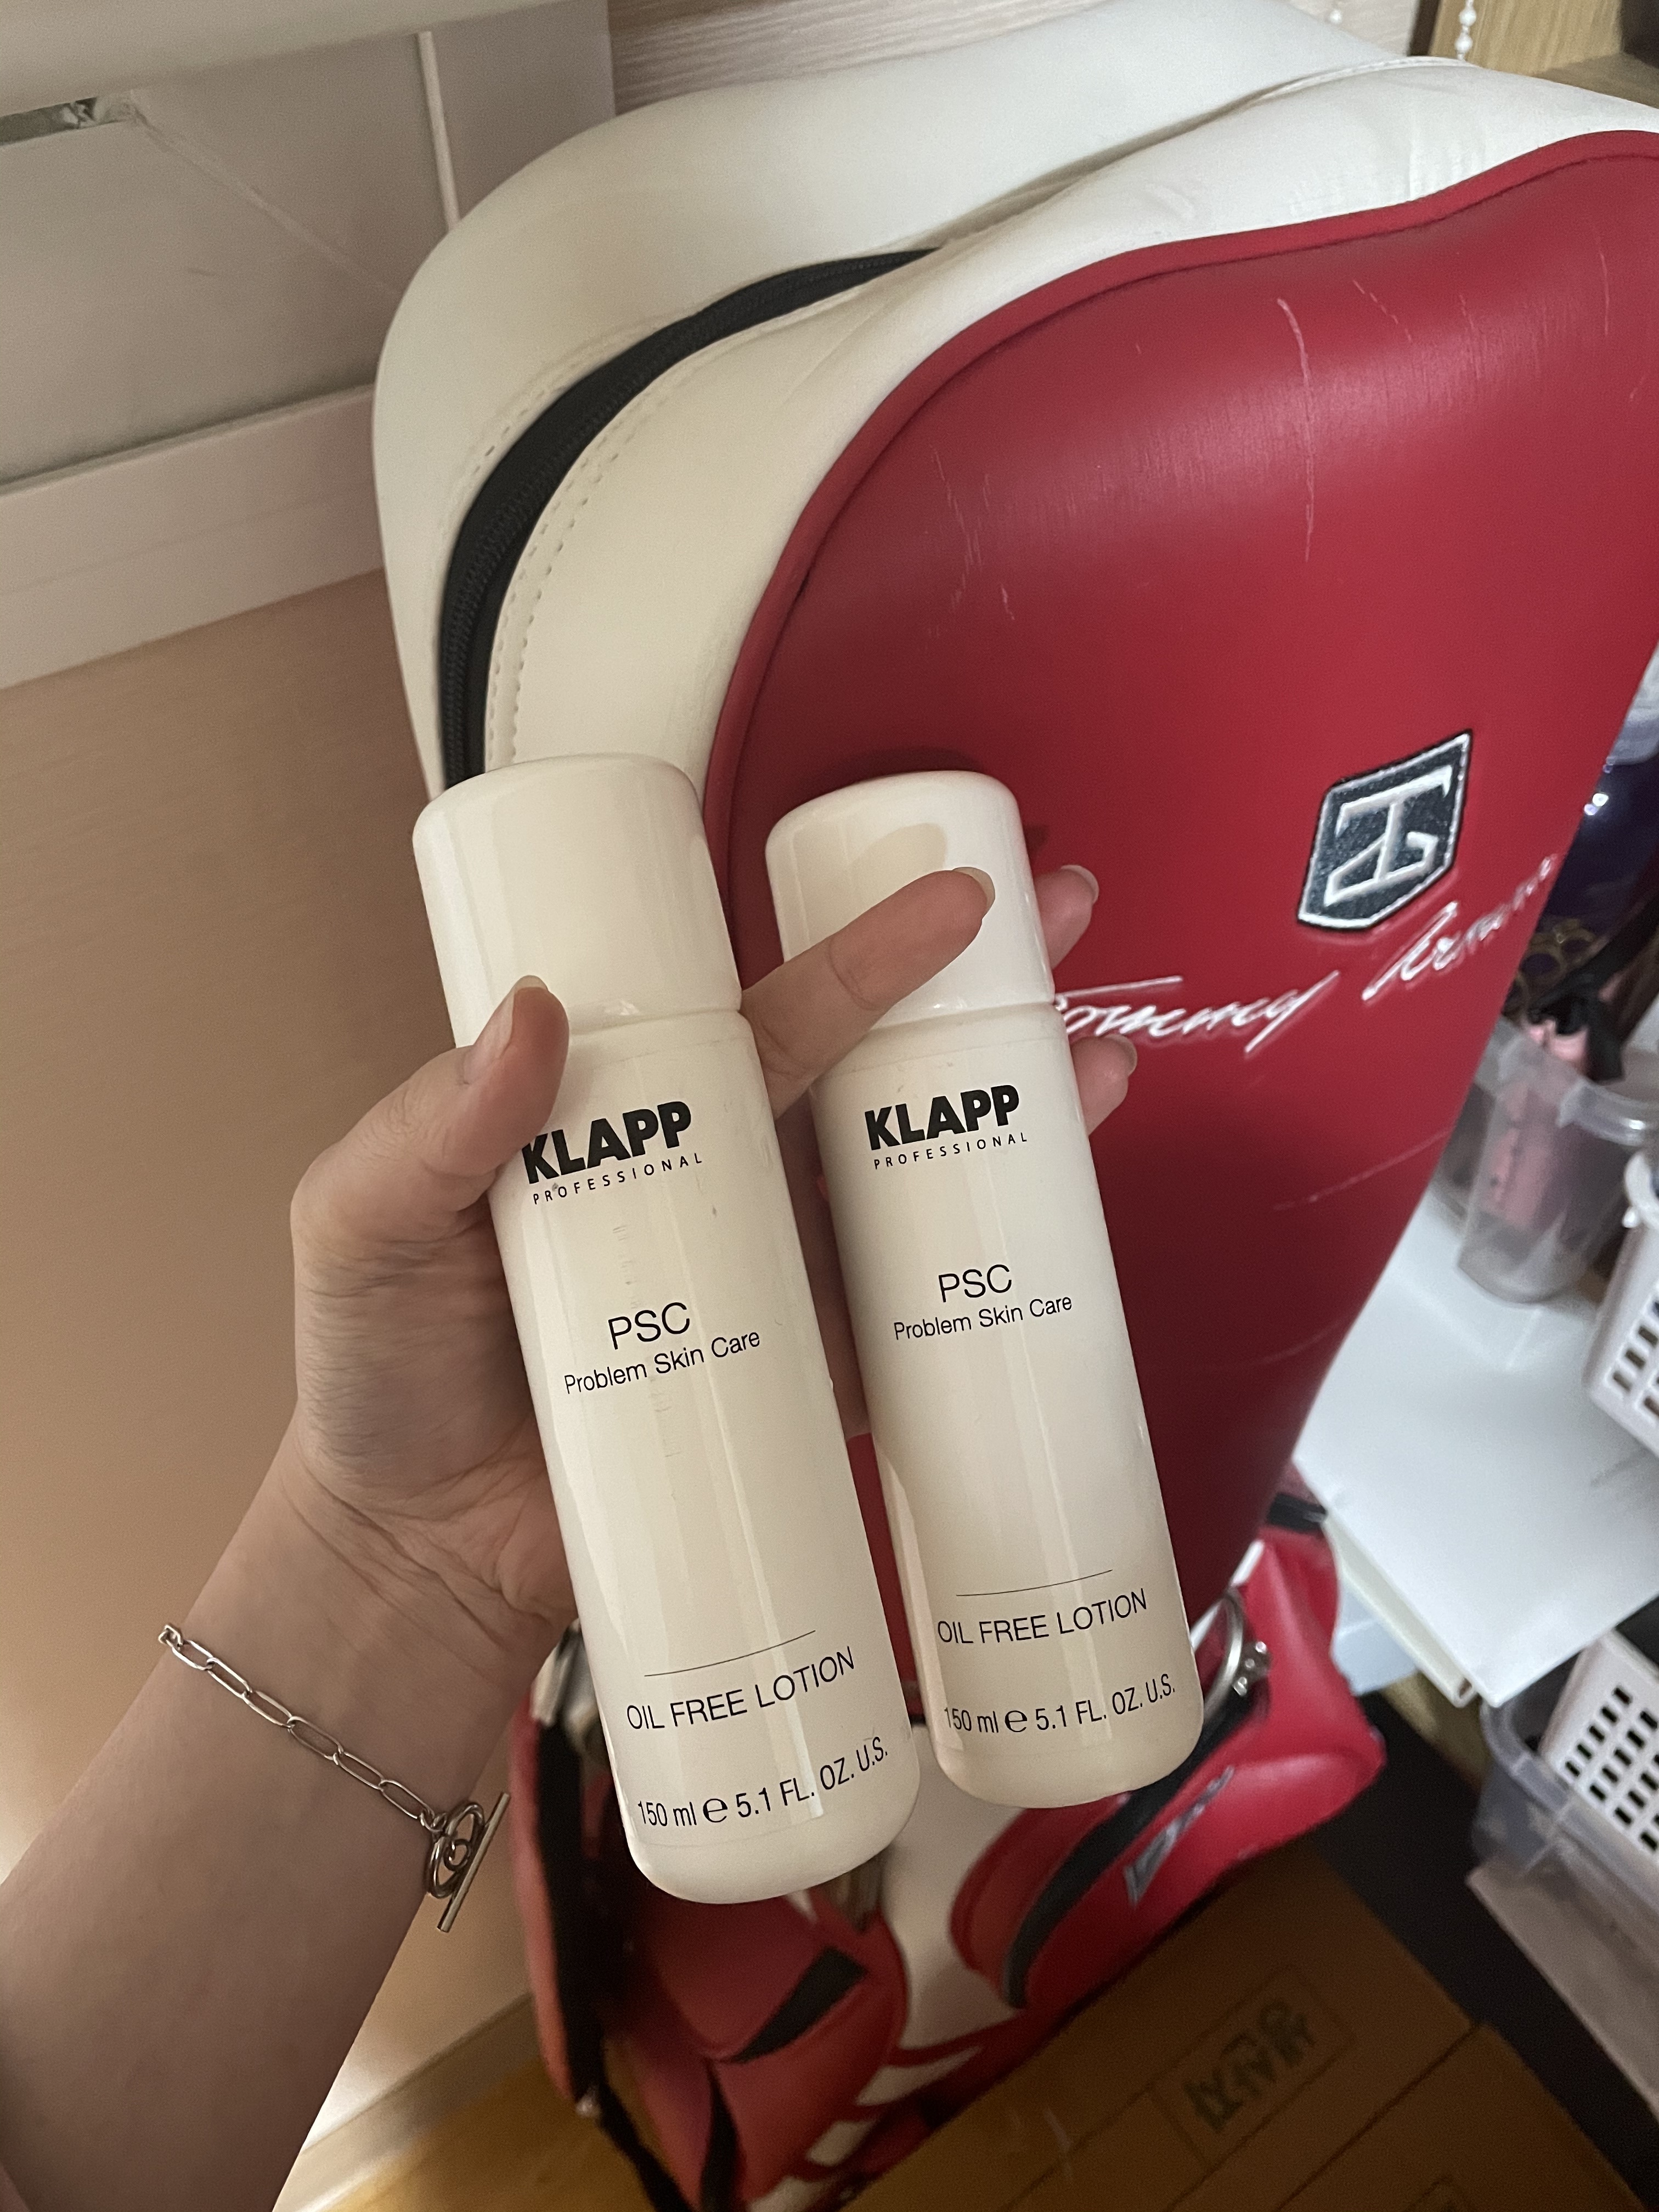 KLAPP
PROFESSIONAL
PSC
Problem Skin Care
OIL FREE LOTION
150 ml e 5.1 FL. OZ. U.S.
KLAPP
PROFESSIONAL
PSC
Problem Skin Care
OIL FREE LOTION
150 ml e 5.1 FL. OZ. U.S.
Tommy